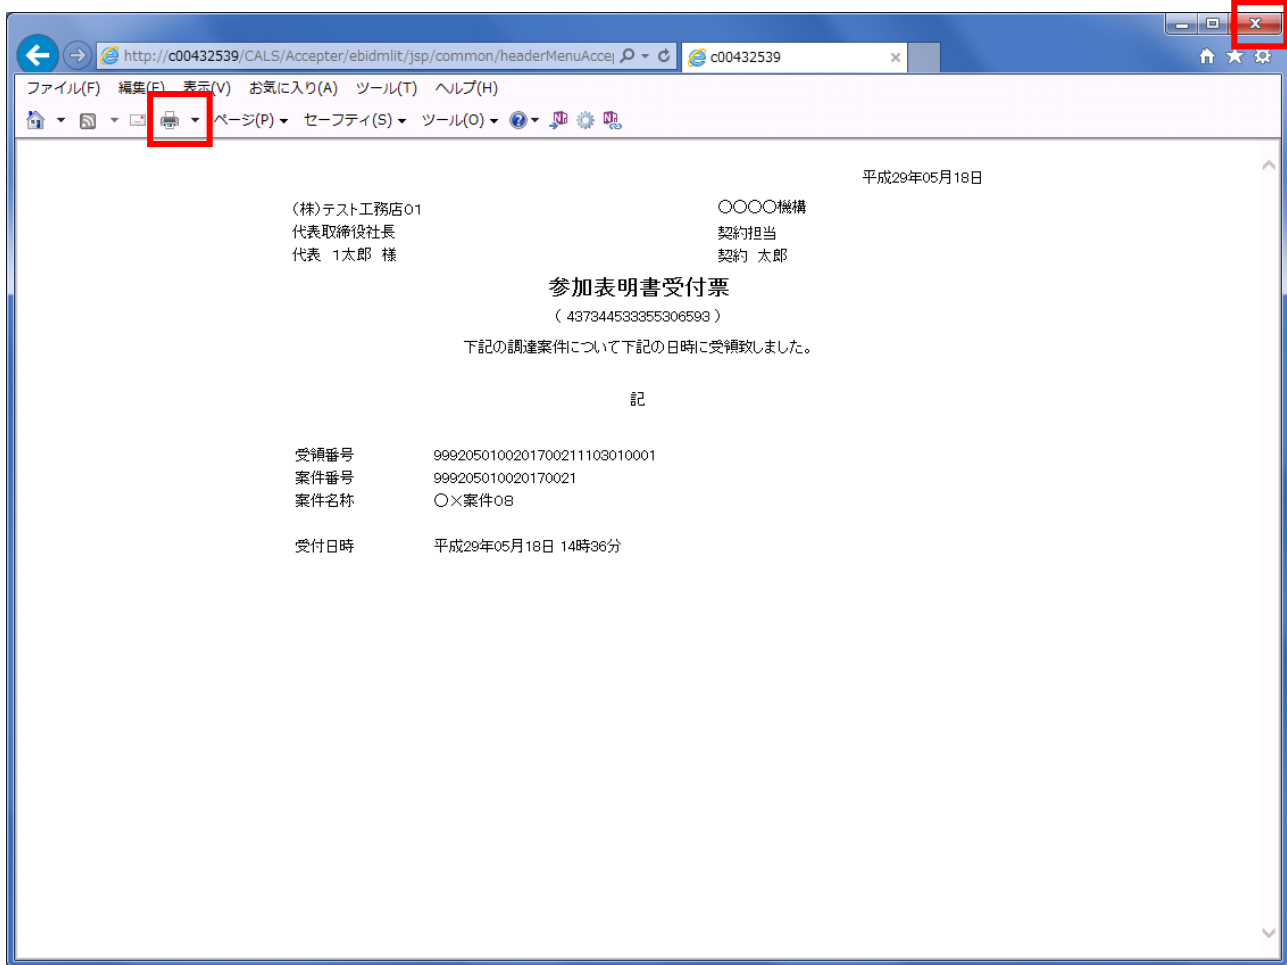 http://c00432539/CALS/Accepter/ebidmlit/jsp/common/headerMenuAccep
c00432539
ファイル(F) 編集(E) 表示(V) お気に入り(A) ツール(T) ヘルプ(H)
ページ(P) セーフティ(S) ツール(O)
平成29年05月18日
(株)テスト工務店01
〇〇〇〇機構
代表取締役社長
契約担当
代表 1太郎 様
契約 太郎
参加表明書受付票
( 437344533355306593 )
下記の調達案件について下記の日時に受領致しました。
記
受領番号 9992050100201700211103010001
案件番号 999205010020170021
案件名称 〇×案件08
受付日時 平成29年05月18日 14時36分